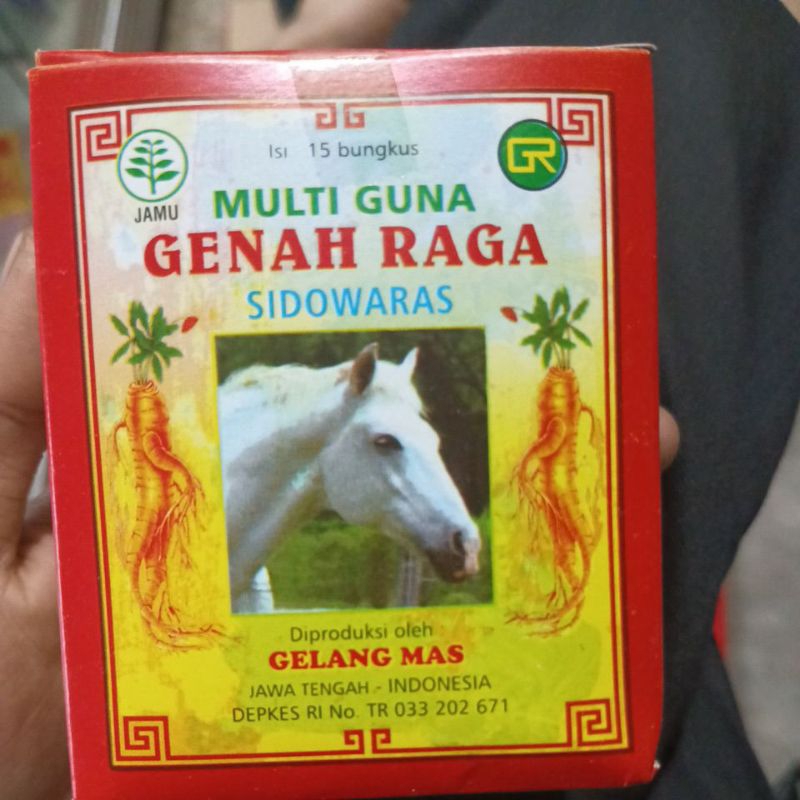 Isi 15 bungkus
GR
JAMU
MULTI GUNA
GENAH RAGA
SIDOWARAS
Diproduksi oleh
GELANG MAS
JAWA TENGAH - INDONESIA
DEPKES RI No. TR 033 202 671